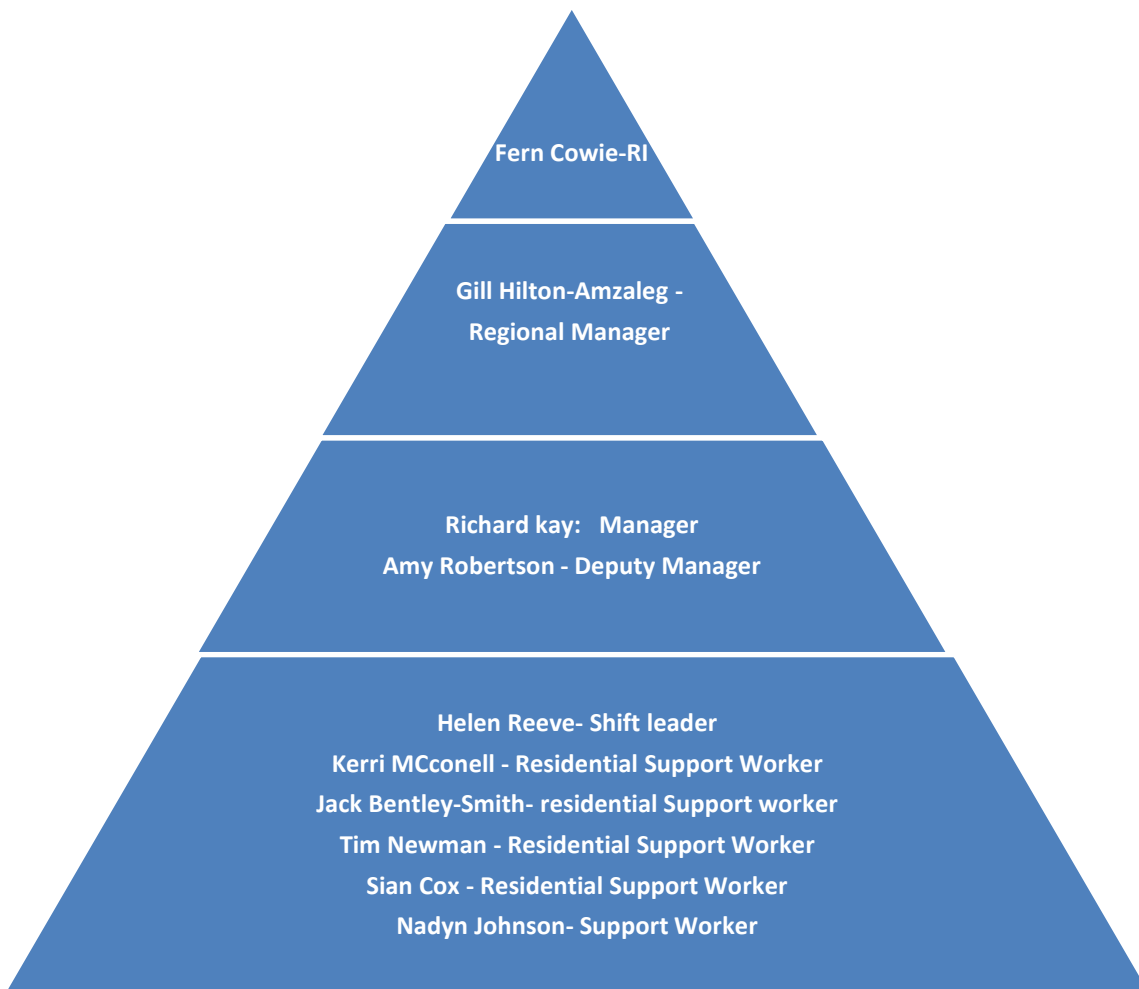 Fern Cowie-RI
Gill Hilton-Amzaleg -
Regional Manager
Richard kay:   Manager
Amy Robertson - Deputy Manager
Helen Reeve- Shift leader
Kerri MCconell - Residential Support Worker
Jack Bentley-Smith- residential Support worker
Tim Newman - Residential Support Worker
Sian Cox - Residential Support Worker
Nadyn Johnson- Support Worker